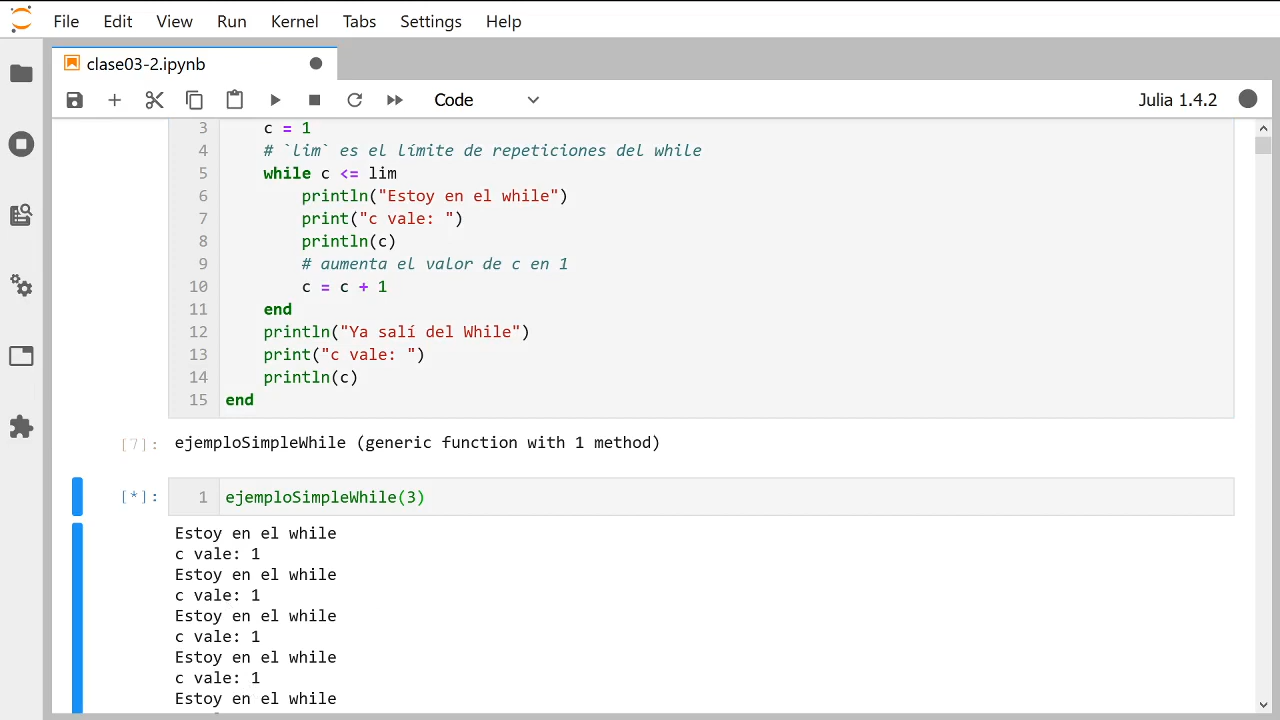 File Edit View Run Kernel Tabs Settings Help
clase03-2.ipynb
Code
Julia 1.4.2
3 c = 1
4 # `lim` es el límite de repeticiones del while
5 while c <= lim
6 println("Estoy en el while")
7 print("c vale: ")
8 println(c)
9 # aumenta el valor de c en 1
10 c = c + 1
11 end
12 println("Ya salí del While")
13 print("c vale: ")
14 println(c)
15 end
[7]: ejemploSimpleWhile (generic function with 1 method)
[*]: 1 ejemploSimpleWhile(3)
Estoy en el while
c vale: 1
Estoy en el while
c vale: 1
Estoy en el while
c vale: 1
Estoy en el while
c vale: 1
Estoy en el while